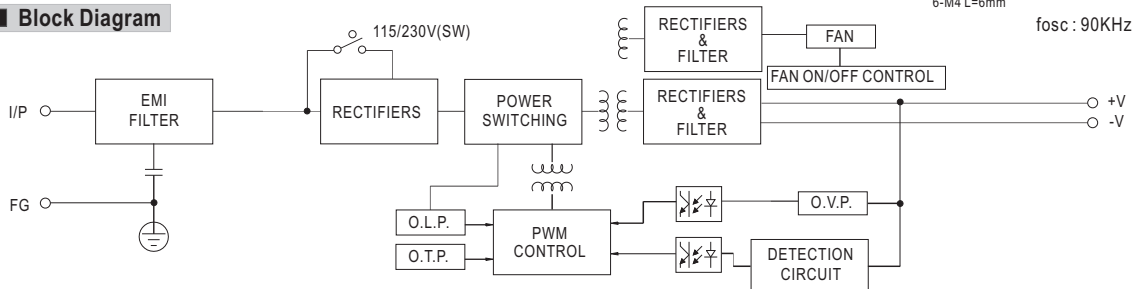 6-M4 L=6mm
Block Diagram
fosc : 90KHz
115/230V(SW)
RECTIFIERS
&
FILTER
FAN
FAN ON/OFF CONTROL
I/P
EMI
FILTER
RECTIFIERS
POWER
SWITCHING
RECTIFIERS
&
FILTER
+V
-V
FG
O.L.P.
O.T.P.
PWM
CONTROL
O.V.P.
DETECTION
CIRCUIT